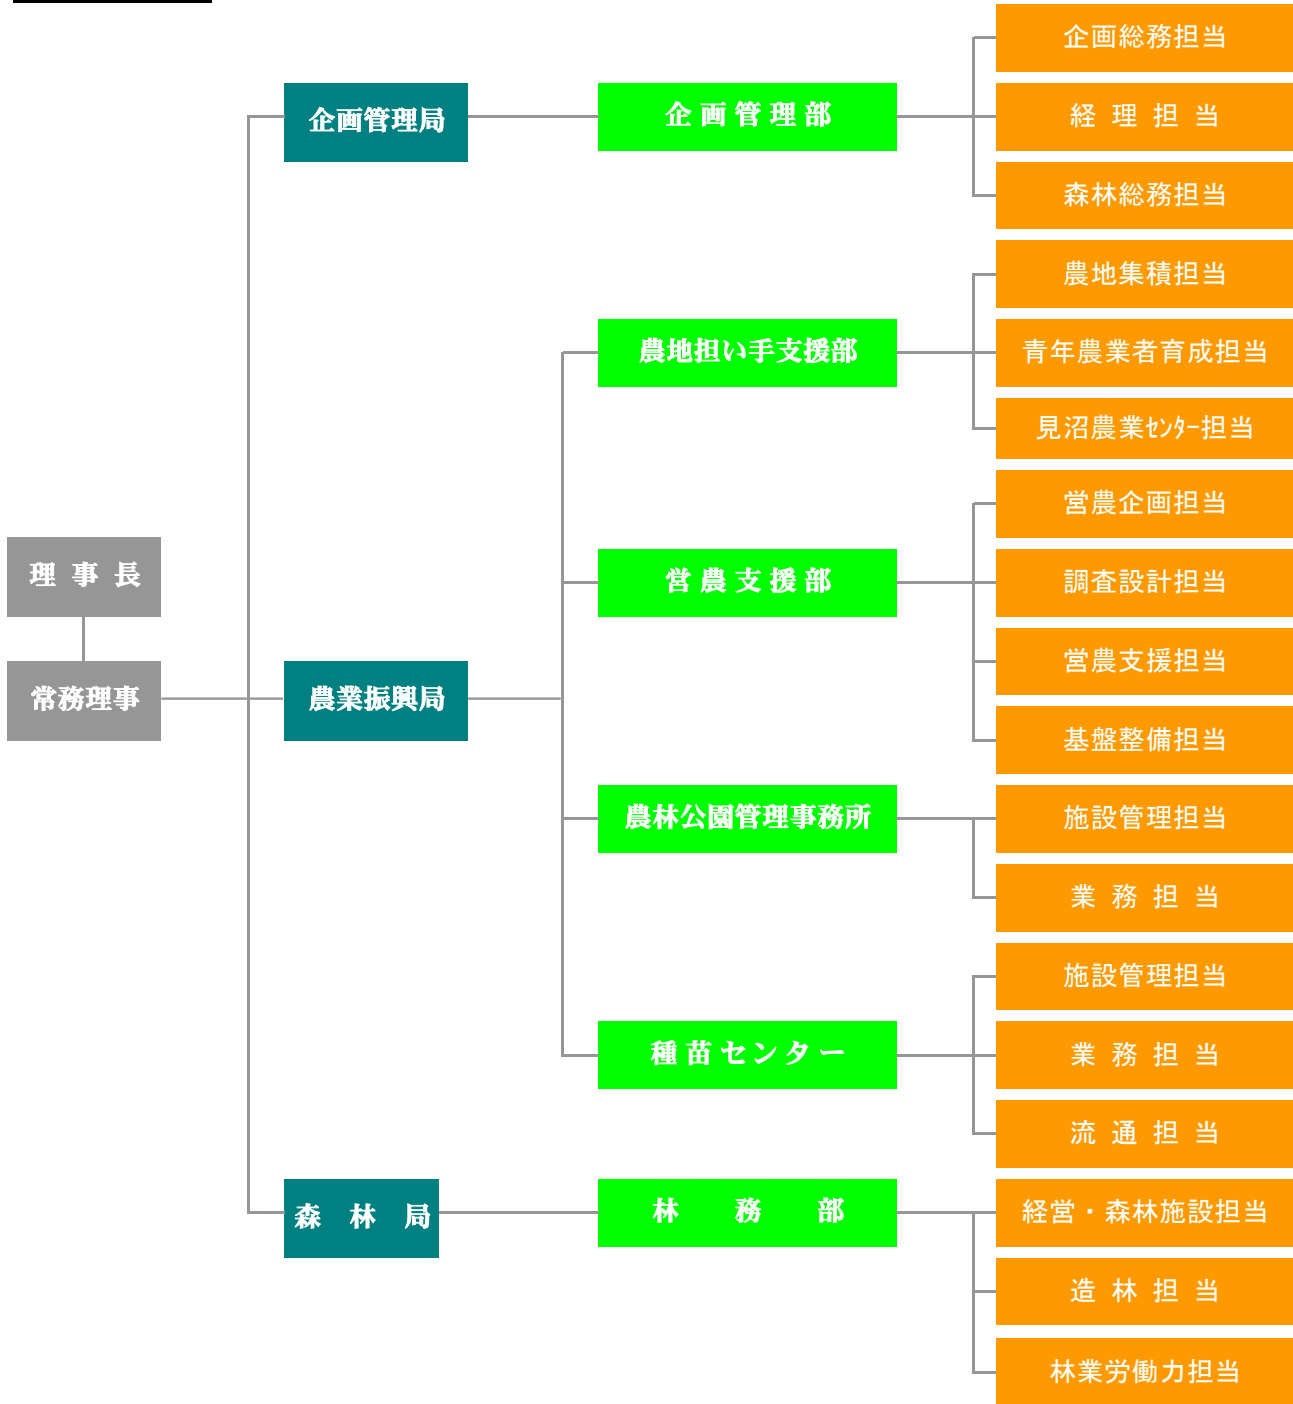 理 事 長
常務理事
企画管理局
企 画 管 理 部
企画総務担当
経 理 担 当
森林総務担当
農業振興局
農地担い手支援部
農地集積担当
青年農業者育成担当
見沼農業ｾﾝﾀｰ担当
営 農 支 援 部
営農企画担当
調査設計担当
営農支援担当
基盤整備担当
農林公園管理事務所
施設管理担当
業 務 担 当
種 苗 セ ン タ ー
施設管理担当
業 務 担 当
流 通 担 当
森 林 局
林 務 部
経営・森林施設担当
造 林 担 当
林業労働力担当